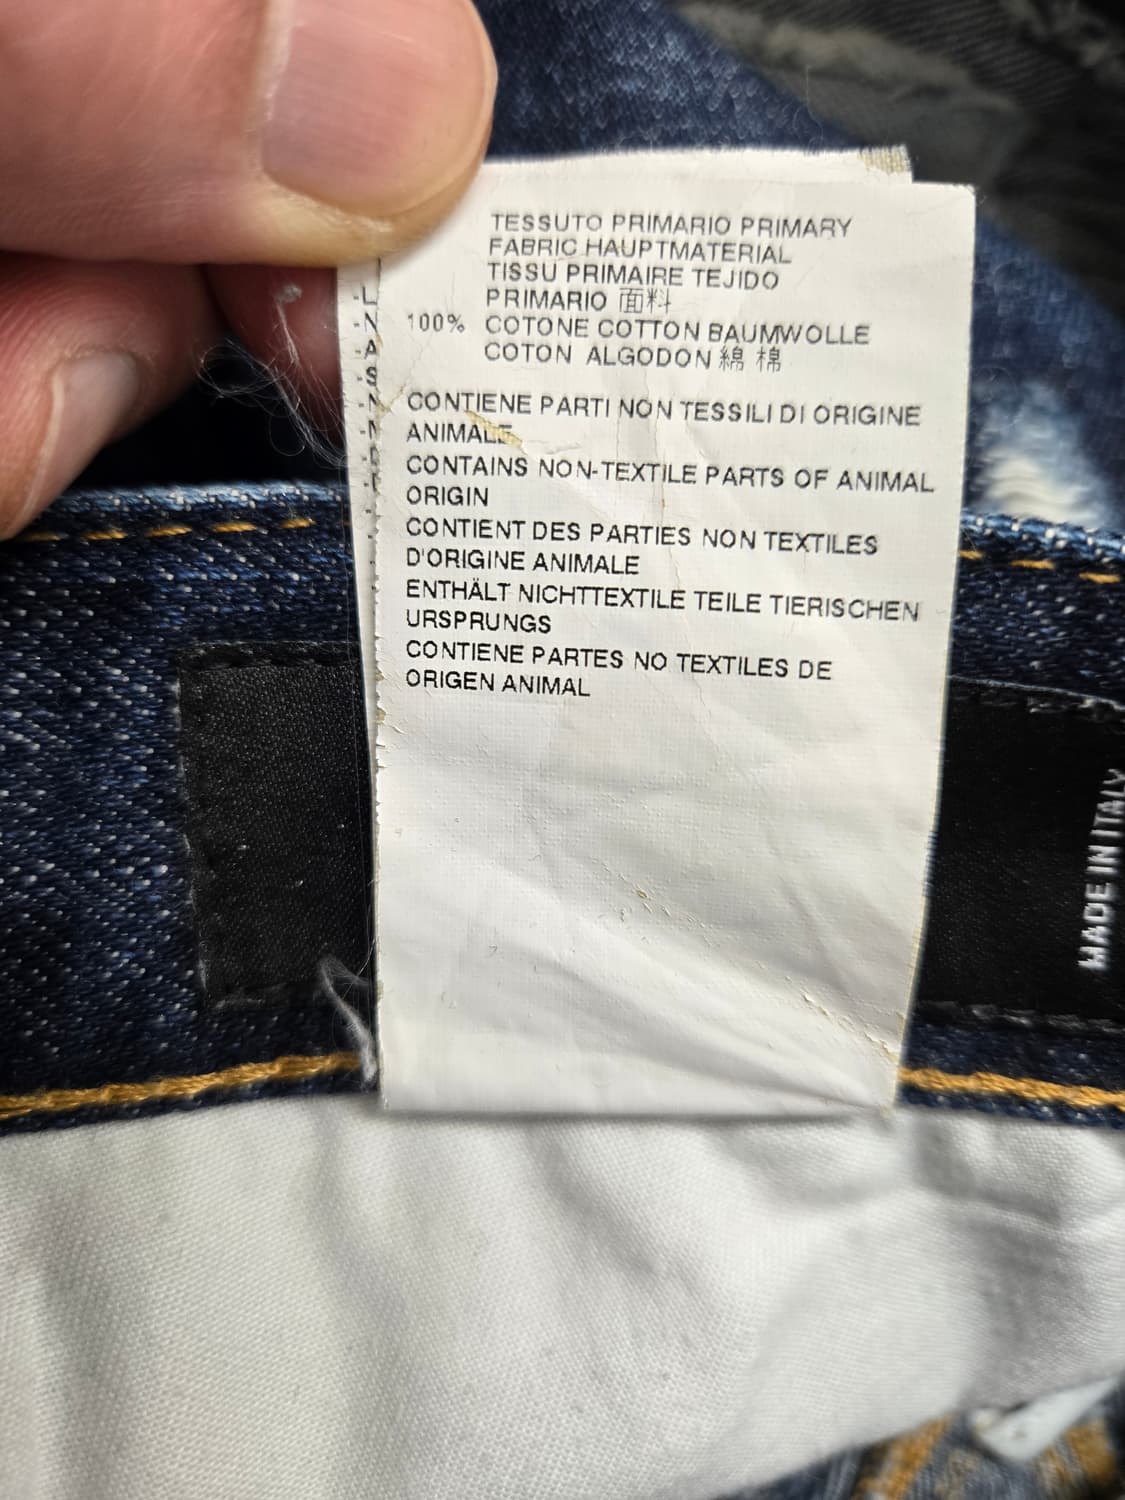 TESSUTO PRIMARIO PRIMARY
FABRIC HAUPTMATERIAL
TISSU PRIMAIRE TEJIDO
PRIMARIO 面料
100% COTONE COTTON BAUMWOLLE
COTON ALGODON 綿 棉
CONTIENE PARTI NON TESSILI DI ORIGINE
ANIMALE
CONTAINS NON-TEXTILE PARTS OF ANIMAL
ORIGIN
CONTIENT DES PARTIES NON TEXTILES
D'ORIGINE ANIMALE
ENTHÄLT NICHTTEXTILE TEILE TIERISCHEN
URSPRUNGS
CONTIENE PARTES NO TEXTILES DE
ORIGEN ANIMAL
MADE IN ITALY